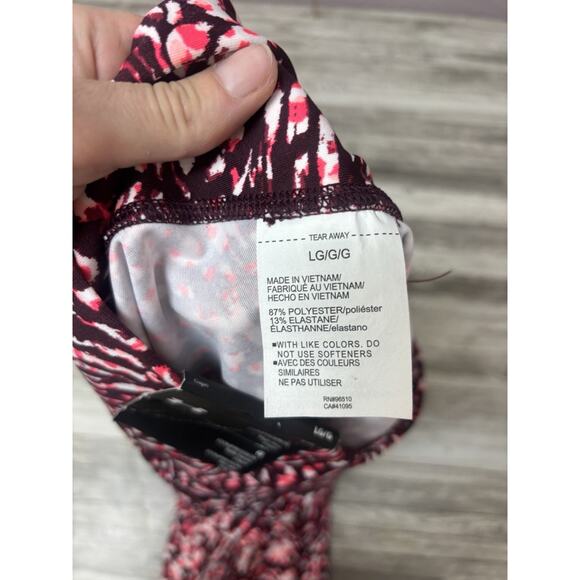 TEAR AWAY
LG/G/G
MADE IN VIETNAM/
FABRIQUÉ AU VIETNAM/
HECHO EN VIETNAM
87% POLYESTER/poliéster
13% ELASTANE/
ÉLASTHANNE/elastano
■WITH LIKE COLORS. DO
NOT USE SOFTENERS
■AVEC DES COULEURS
SIMILAIRES
NE PAS UTILISER
RN#96510
CA#41095
LG/G